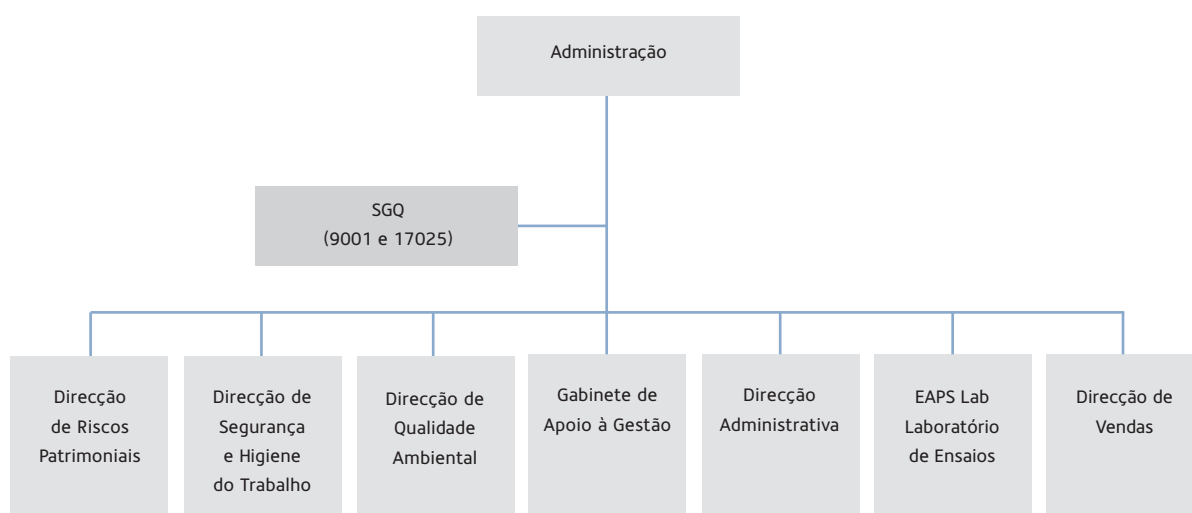 Administração
SGQ
(9001 e 17025)
Direcção
de Riscos
Patrimoniais
Direcção de
Segurança
e Higiene
do Trabalho
Direcção de
Qualidade
Ambiental
Gabinete de
Apoio à Gestão
Direcção
Administrativa
EAPS Lab
Laboratório
de Ensaios
Direcção de
Vendas